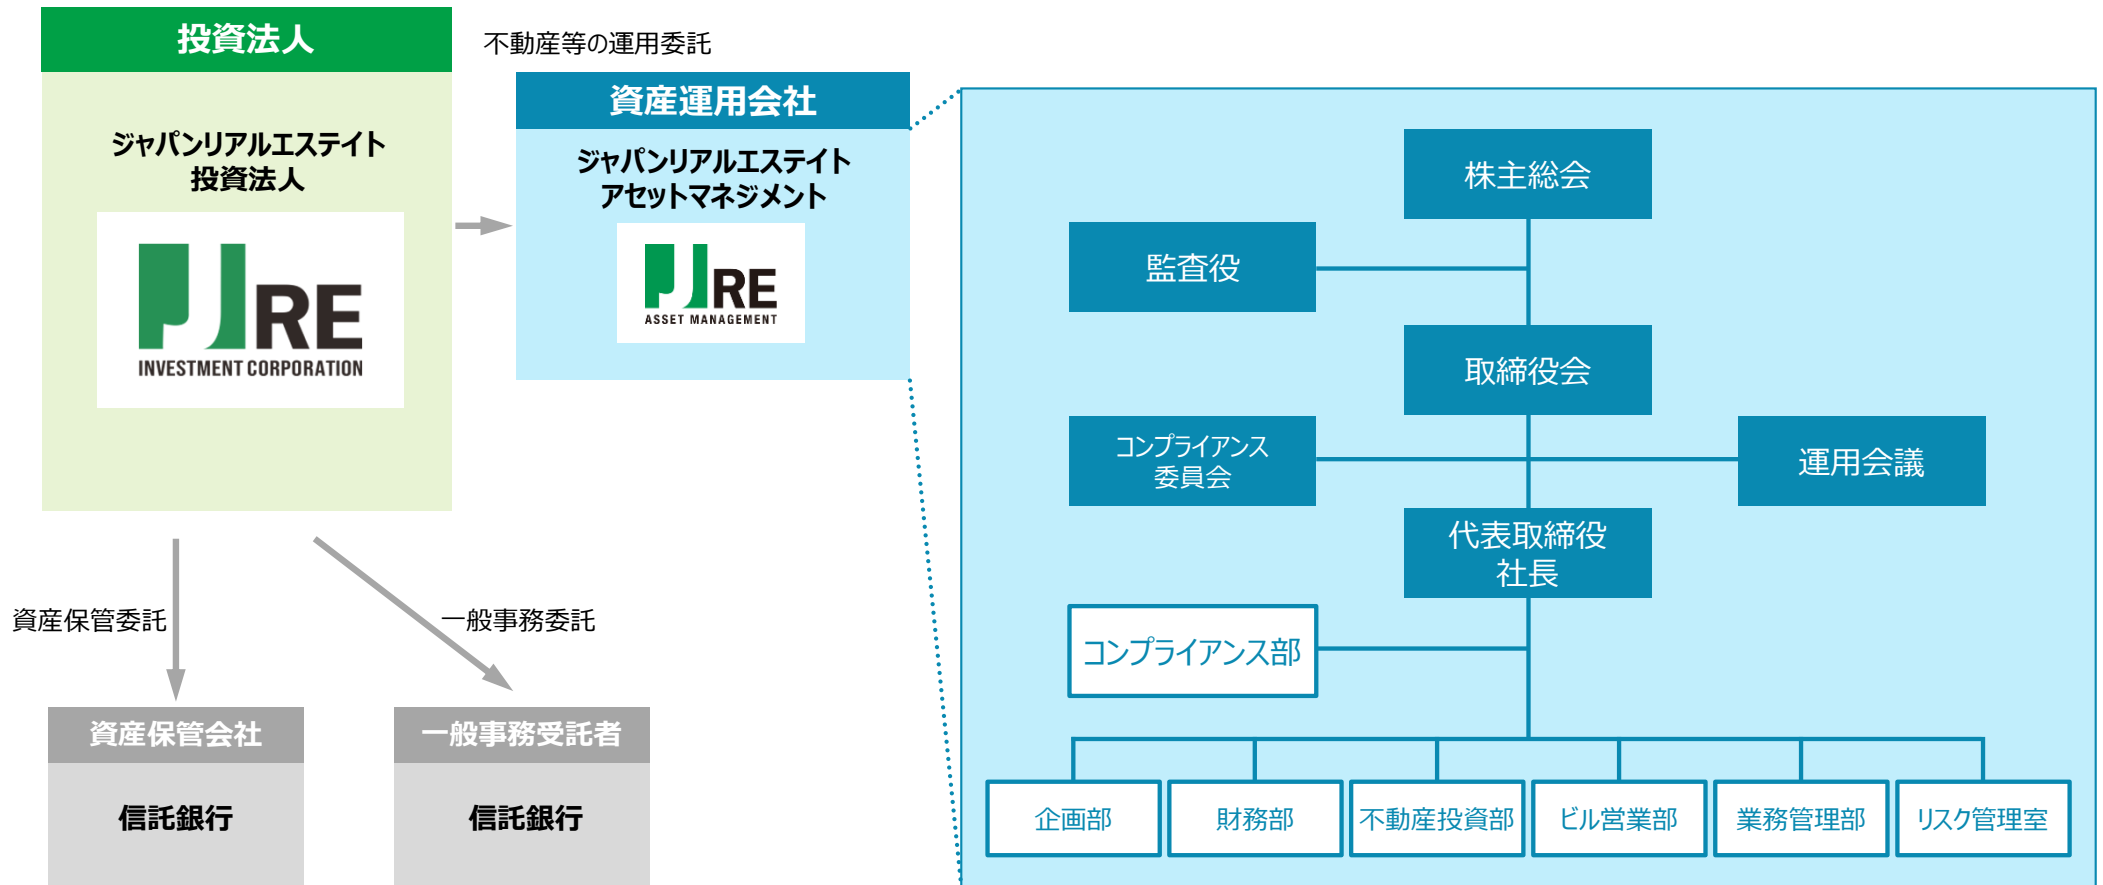 投資法人
ジャパンリアルエステイト
投資法人
JRE
INVESTMENT CORPORATION
不動産等の運用委託
資産運用会社
ジャパンリアルエステイト
アセットマネジメント
JRE
ASSET MANAGEMENT
資産保管委託
一般事務委託
資産保管会社
信託銀行
一般事務受託者
信託銀行
株主総会
監査役
取締役会
コンプライアンス
委員会
運用会議
代表取締役
社長
コンプライアンス部
企画部
財務部
不動産投資部
ビル営業部
業務管理部
リスク管理室